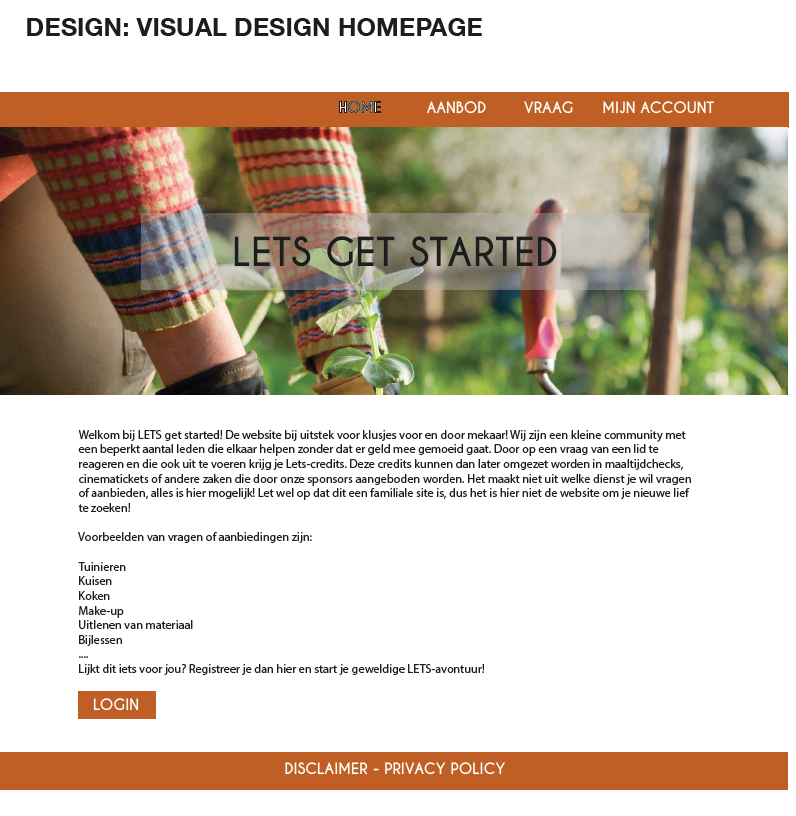 DESIGN: VISUAL DESIGN HOMEPAGE
HOME AANBOD VRAAG MIJN ACCOUNT
LETS GET STARTED
Welkom bij LETS get started! De website bij uitstek voor klusjes voor en door mekaar! Wij zijn een kleine community met
een beperkt aantal leden die elkaar helpen zonder dat er geld mee gemoeid gaat. Door op een vraag van een lid te
reageren en die ook uit te voeren krijg je Lets-credits. Deze credits kunnen dan later omgezet worden in maaltijdchecks,
cinematickets of andere zaken die door onze sponsors aangeboden worden. Het maakt niet uit welke dienst je wil vragen
of aanbieden, alles is hier mogelijk! Let wel op dat dit een familiale site is, dus het is hier niet de website om je nieuwe lief
te zoeken!
Voorbeelden van vragen of aanbiedingen zijn:
Tuinieren
Kuisen
Koken
Make-up
Uitlenen van materiaal
Bijlessen
....
Lijkt dit iets voor jou? Registreer je dan hier en start je geweldige LETS-avontuur!
LOGIN
DISCLAIMER - PRIVACY POLICY